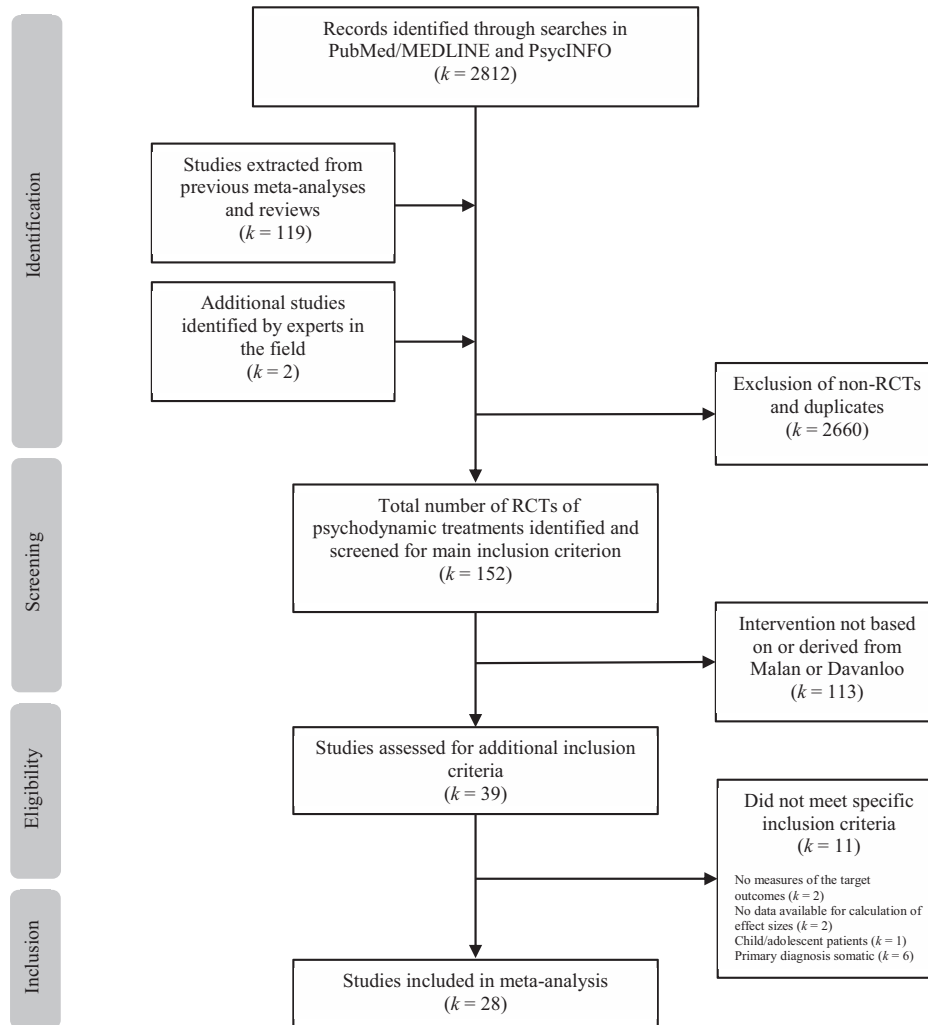 Identification
Records identified through searches in
PubMed/MEDLINE and PsycINFO
(k = 2812)
Studies extracted from
previous meta-analyses
and reviews
(k = 119)
Additional studies
identified by experts in
the field
(k = 2)
Exclusion of non-RCTs
and duplicates
(k = 2660)
Screening
Total number of RCTs of
psychodynamic treatments identified and
screened for main inclusion criterion
(k = 152)
Intervention not based
on or derived from
Malan or Davanloo
(k = 113)
Eligibility
Studies assessed for additional inclusion
criteria
(k = 39)
Did not meet specific
inclusion criteria
(k = 11)
No measures of the target
outcomes (k = 2)
No data available for calculation of
effect sizes (k = 2)
Child/adolescent patients (k = 1)
Primary diagnosis somatic (k = 6)
Inclusion
Studies included in meta-analysis
(k = 28)